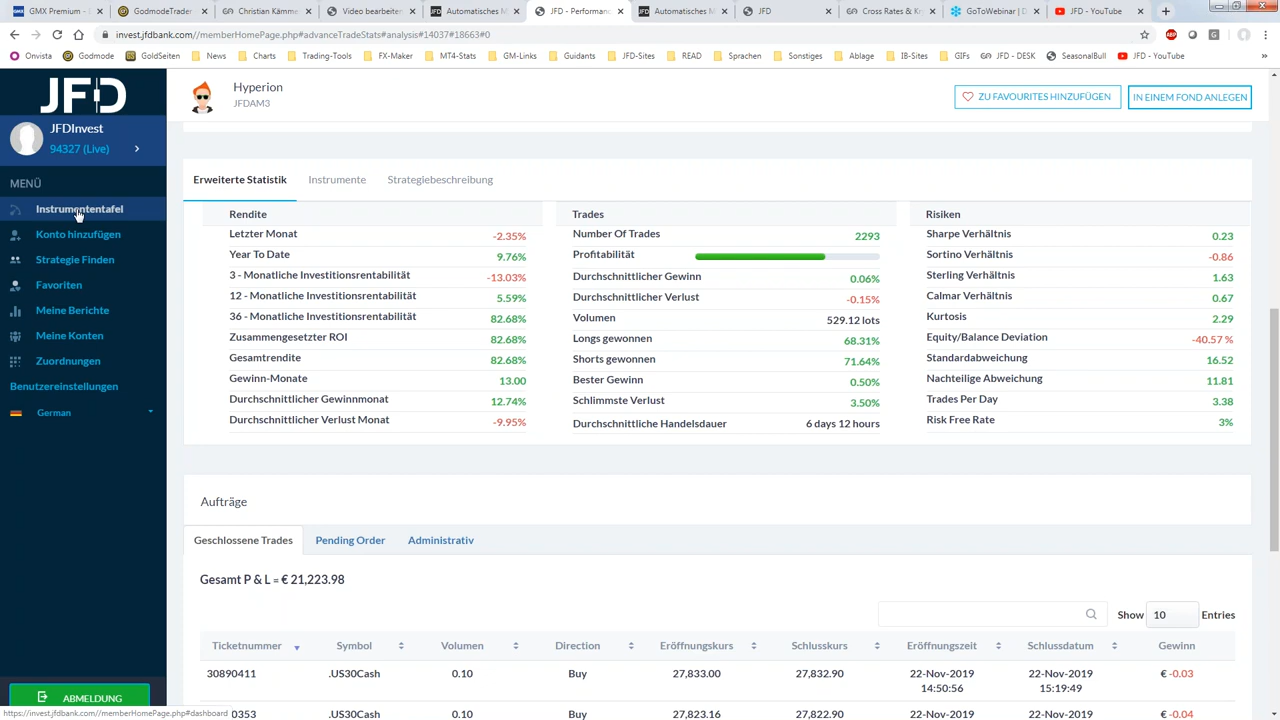 GMX Premium - E
GodmodeTrader
Christian Kämme
Video bearbeiten
Automatisches M
JFD - Performanc
Automatisches M
JFD
Cross Rates & Kr
GoToWebinar | D
JFD - YouTube
invest.jfdbank.com//memberHomePage.php#advanceTradeStats#analysis#14037#18663#0
Onvista
Godmode
GoldSeiten
News
Charts
Trading-Tools
FX-Maker
MT4-Stats
GM-Links
Guidants
JFD-Sites
READ
Sprachen
Sonstiges
Ablage
IB-Sites
GIFs
JFD - DESK
SeasonalBull
JFD - YouTube
JFD
JFDInvest
94327 (Live)
MENÜ
Instrumententafel
Konto hinzufügen
Strategie Finden
Favoriten
Meine Berichte
Meine Konten
Zuordnungen
Benutzereinstellungen
German
ABMELDUNG
Hyperion
JFDAM3
ZU FAVOURITES HINZUFÜGEN
IN EINEM FOND ANLEGEN
Erweiterte Statistik
Instrumente
Strategiebeschreibung
Rendite
Letzter Monat -2.35%
Year To Date 9.76%
3 - Monatliche Investitionsrentabilität -13.03%
12 - Monatliche Investitionsrentabilität 5.59%
36 - Monatliche Investitionsrentabilität 82.68%
Zusammengesetzter ROI 82.68%
Gesamtrendite 82.68%
Gewinn-Monate 13.00
Durchschnittlicher Gewinnmonat 12.74%
Durchschnittlicher Verlust Monat -9.95%
Trades
Number Of Trades 2293
Profitabilität
Durchschnittlicher Gewinn 0.06%
Durchschnittlicher Verlust -0.15%
Volumen 529.12 lots
Longs gewonnen 68.31%
Shorts gewonnen 71.64%
Bester Gewinn 0.50%
Schlimmste Verlust 3.50%
Durchschnittliche Handelsdauer 6 days 12 hours
Risiken
Sharpe Verhältnis 0.23
Sortino Verhältnis -0.86
Sterling Verhältnis 1.63
Calmar Verhältnis 0.67
Kurtosis 2.29
Equity/Balance Deviation -40.57 %
Standardabweichung 16.52
Nachteilige Abweichung 11.81
Trades Per Day 3.38
Risk Free Rate 3%
Aufträge
Geschlossene Trades
Pending Order
Administrativ
Gesamt P & L = € 21,223.98
Show 10 Entries
Ticketnummer Symbol Volumen Direction Eröffnungskurs Schlusskurs Eröffnungszeit Schlussdatum Gewinn
30890411 .US30Cash 0.10 Buy 27,833.00 27,832.90 22-Nov-2019 14:50:56 22-Nov-2019 15:19:49 € -0.03
0353 .US30Cash 0.10 Buy 27,823.16 27,822.90 22-Nov-2019 22-Nov-2019 € -0.04
https://invest.jfdbank.com//memberHomePage.php#dashboard